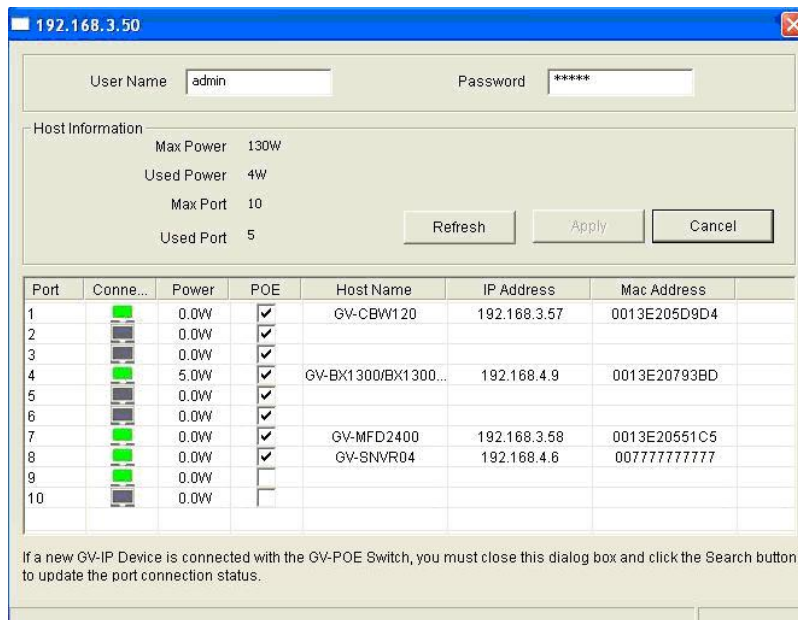 192.168.3.50
User Name admin Password *****
Host Information
Max Power 130W
Used Power 4W
Max Port 10
Used Port 5
Refresh Apply Cancel
Port Conne... Power POE Host Name IP Address Mac Address
1 0.0W GV-CBW120 192.168.3.57 0013E205D9D4
2 0.0W
3 0.0W
4 5.0W GV-BX1300/BX1300... 192.168.4.9 0013E20793BD
5 0.0W
6 0.0W
7 0.0W GV-MFD2400 192.168.3.58 0013E20551C5
8 0.0W GV-SNVR04 192.168.4.6 007777777777
9 0.0W
10 0.0W
If a new GV-IP Device is connected with the GV-POE Switch, you must close this dialog box and click the Search button
to update the port connection status.